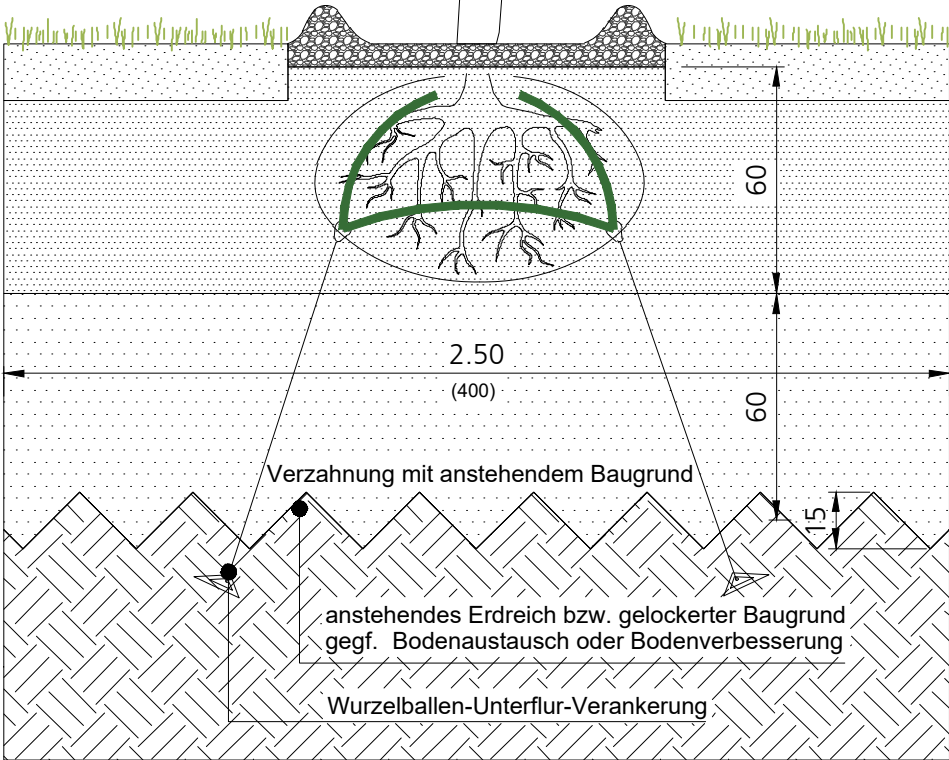 60
2.50
(400)
60
Verzahnung mit anstehendem Baugrund
15
anstehendes Erdreich bzw. gelockerter Baugrund
gegf. Bodenaustausch oder Bodenverbesserung
Wurzelballen-Unterflur-Verankerung